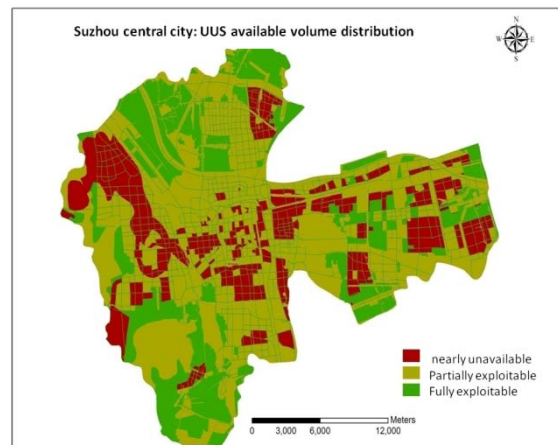 Suzhou central city: UUS available volume distribution
N
W E
S
nearly unavailable
Partially exploitable
Fully exploitable
Meters
0 3,000 6,000 12,000